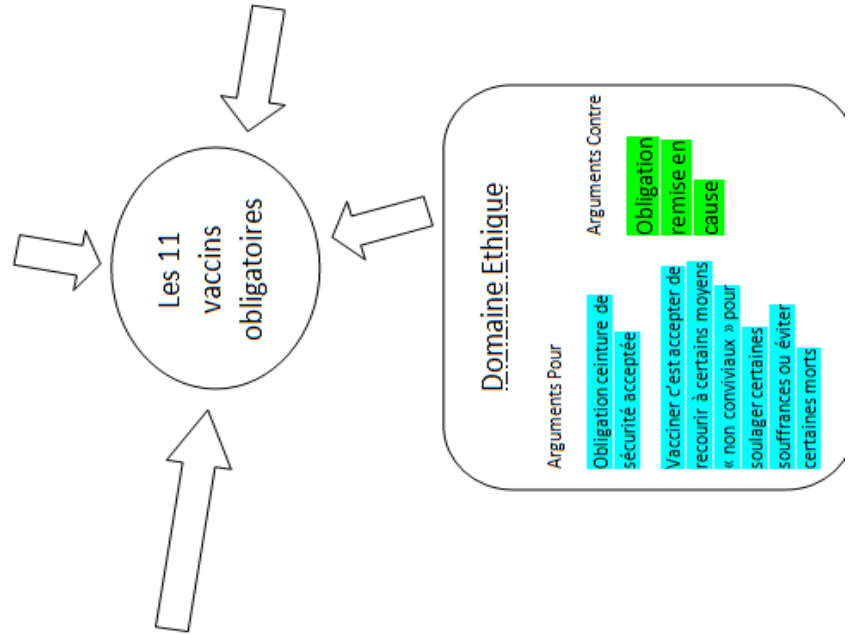 Les 11
vaccins
obligatoires
Domaine Ethique
Arguments Pour
Obligation ceinture de
sécurité acceptée
Vacciner c'est accepter de
recourir à certains moyens
« non conviviaux » pour
soulager certaines
souffrances ou éviter
certaines morts
Arguments Contre
Obligation
remise en
cause